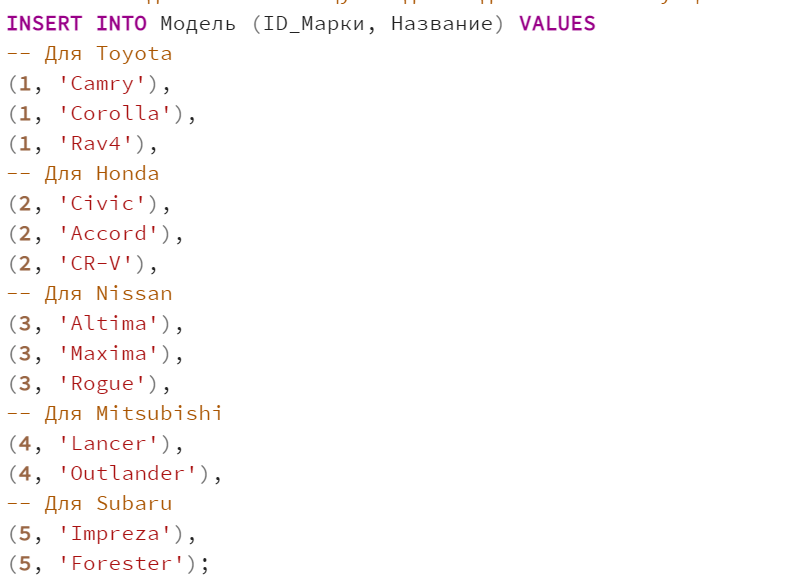 INSERT INTO Модель (ID_Марки, Название) VALUES
-- Для Toyota
(1, 'Camry'),
(1, 'Corolla'),
(1, 'Rav4'),
-- Для Honda
(2, 'Civic'),
(2, 'Accord'),
(2, 'CR-V'),
-- Для Nissan
(3, 'Altima'),
(3, 'Maxima'),
(3, 'Rogue'),
-- Для Mitsubishi
(4, 'Lancer'),
(4, 'Outlander'),
-- Для Subaru
(5, 'Impreza'),
(5, 'Forester');